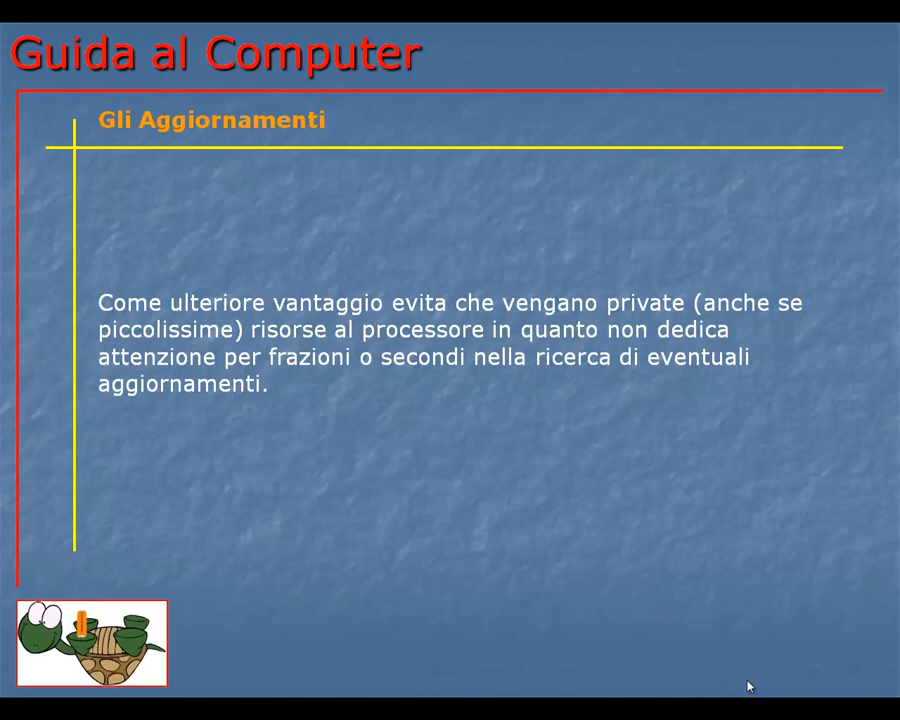 Guida al Computer
Gli Aggiornamenti
Come ulteriore vantaggio evita che vengano private (anche se
piccolissime) risorse al processore in quanto non dedica
attenzione per frazioni o secondi nella ricerca di eventuali
aggiornamenti.